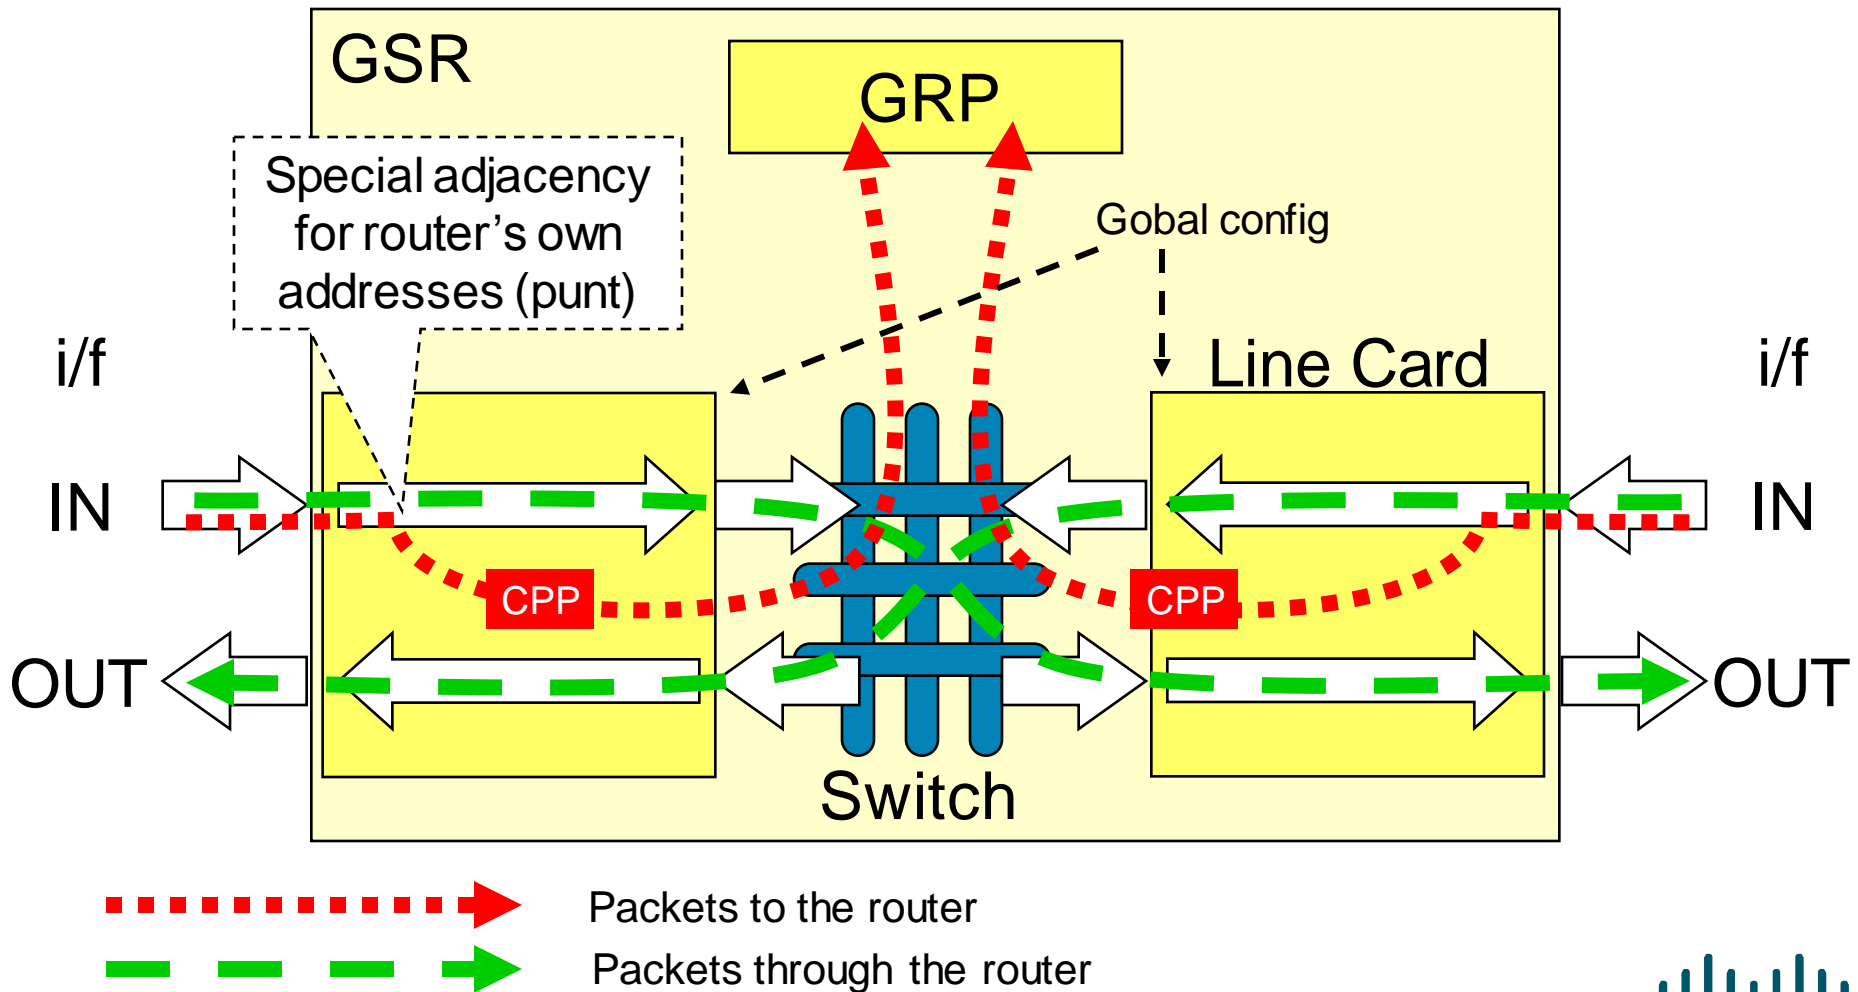 GSR
GRP
Special adjacency
for router’s own
addresses (punt)
Gobal config
i/f
Line Card
i/f
IN
IN
CPP
CPP
OUT
OUT
Switch
Packets to the router
Packets through the router